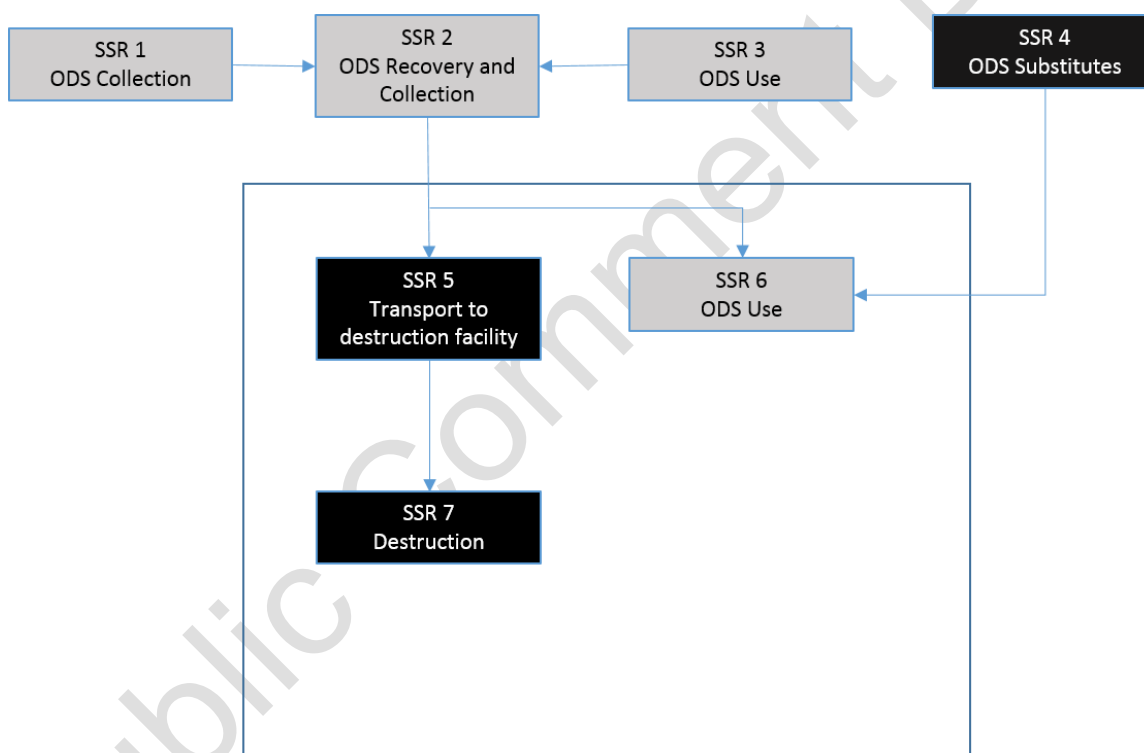 SSR 1
ODS Collection
SSR 2
ODS Recovery and
Collection
SSR 3
ODS Use
SSR 4
ODS Substitutes
SSR 5
Transport to
destruction facility
SSR 6
ODS Use
SSR 7
Destruction
Public Comment